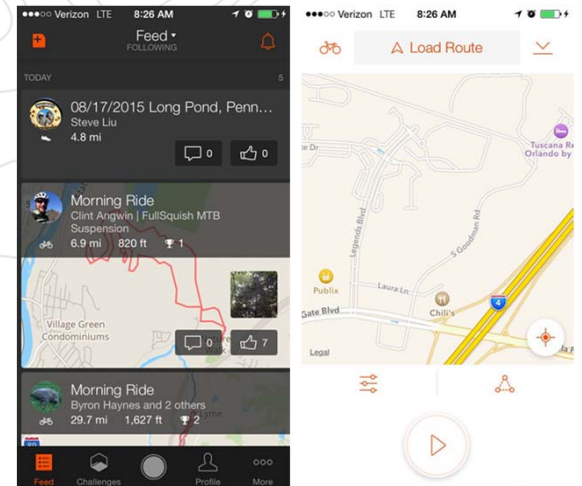 Verizon LTE 8:26 AM
Feed
FOLLOWING
TODAY 5
08/17/2015 Long Pond, Penn...
Steve Liu
4.8 mi
0 0
Morning Ride
Clint Angwin | FullSquish MTB
Suspension
6.9 mi 820 ft 1
Village Green
Condominiums
0 7
Morning Ride
Byron Haynes and 2 others
29.7 mi 1,627 ft 2
Feed Challenges Profile More
Verizon LTE 8:26 AM
Load Route
Tuscana Re
Orlando by
Legends Blvd
S Goodman Rd
Publix
Laura Ln
Chili's
4
Gate Blvd
Legal